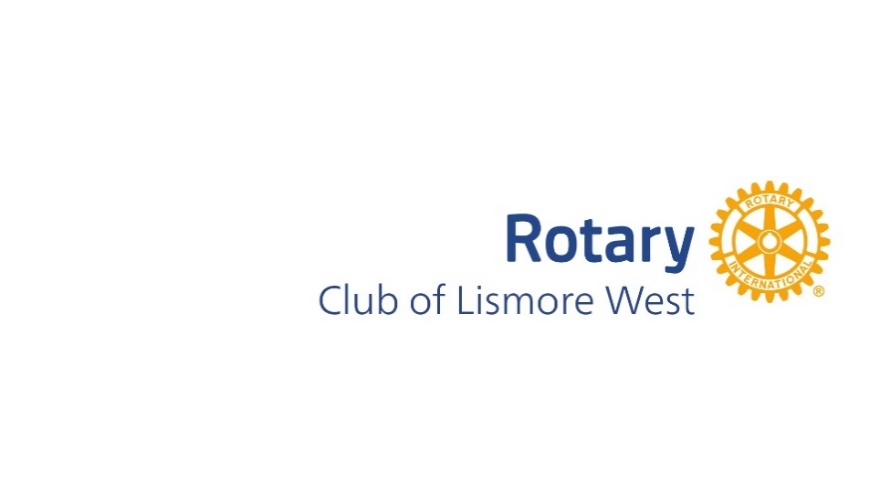 Rotary
Club of Lismore West
ROTARY
INTERNATIONAL
®